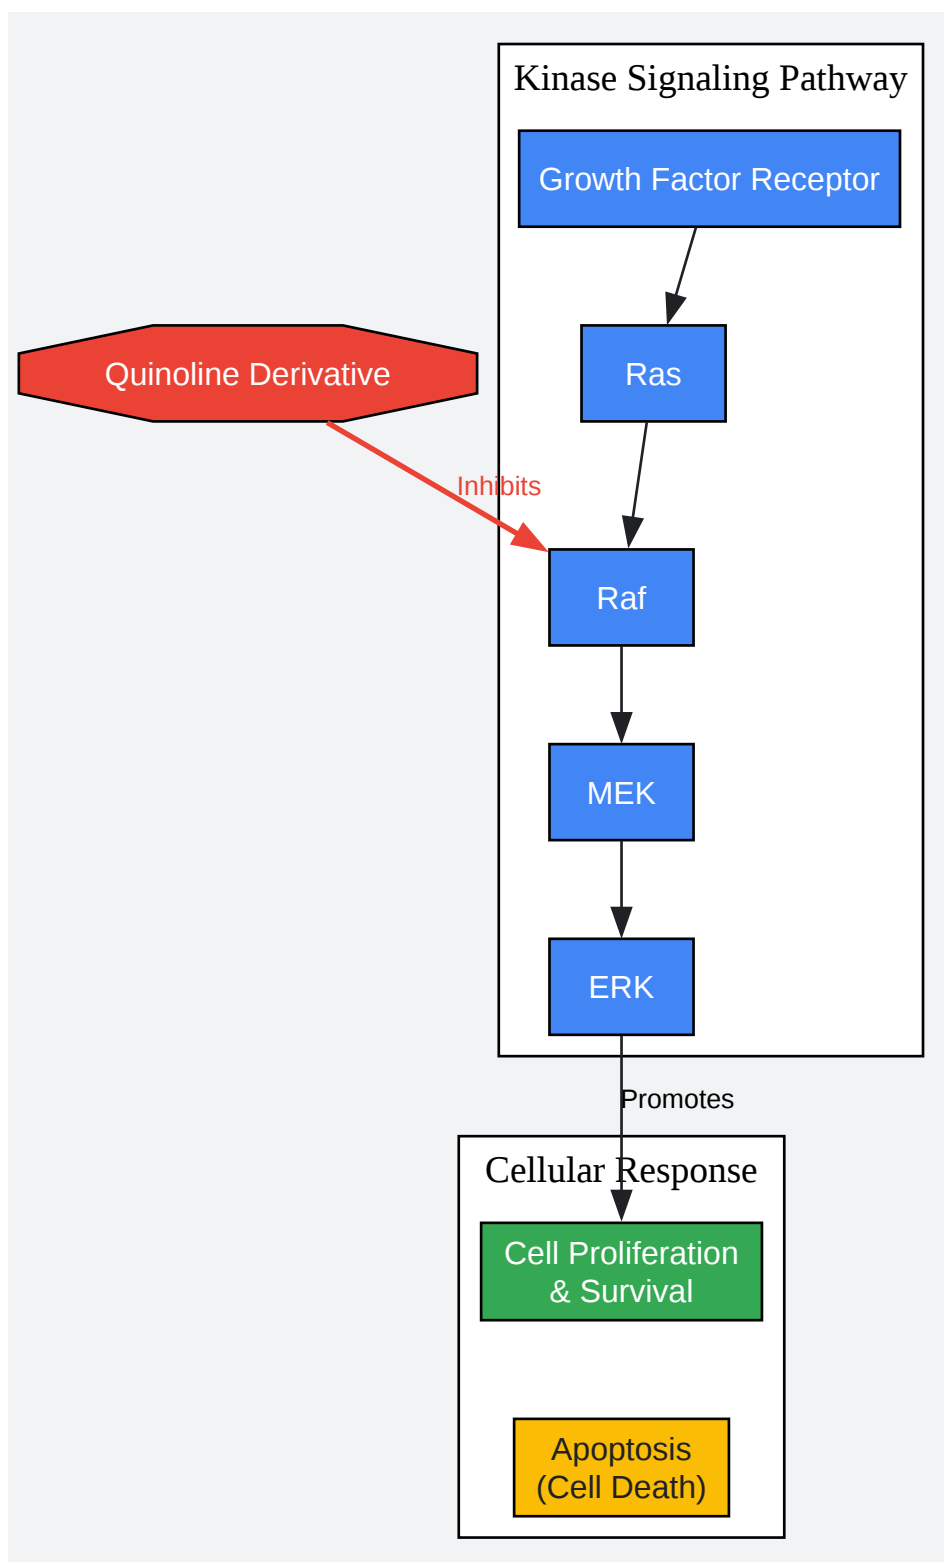 Kinase Signaling Pathway
Growth Factor Receptor
Quinoline Derivative
Ras
Inhibits
Raf
MEK
ERK
Promotes
Cellular Response
Cell Proliferation
& Survival
Apoptosis
(Cell Death)